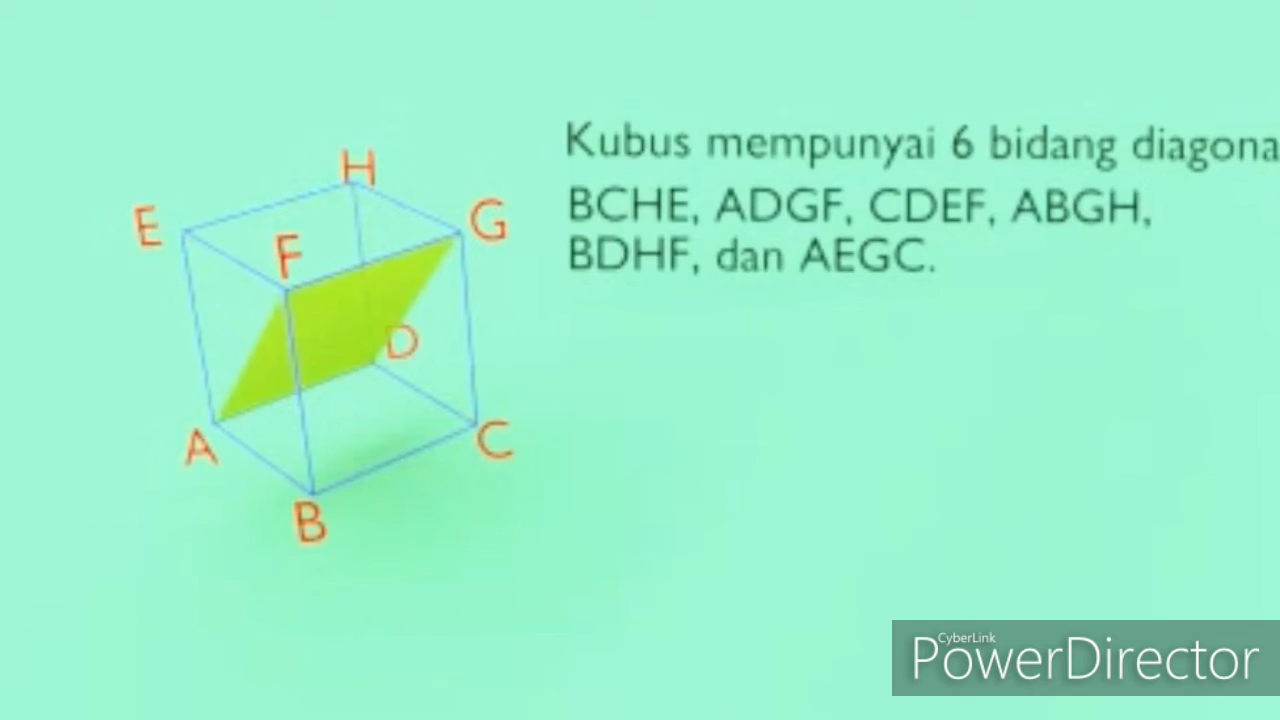 H
E
G
F
D
A
C
B
Kubus mempunyai 6 bidang diagona
BCHE, ADGF, CDEF, ABGH,
BDHF, dan AEGC.
CyberLink
PowerDirector